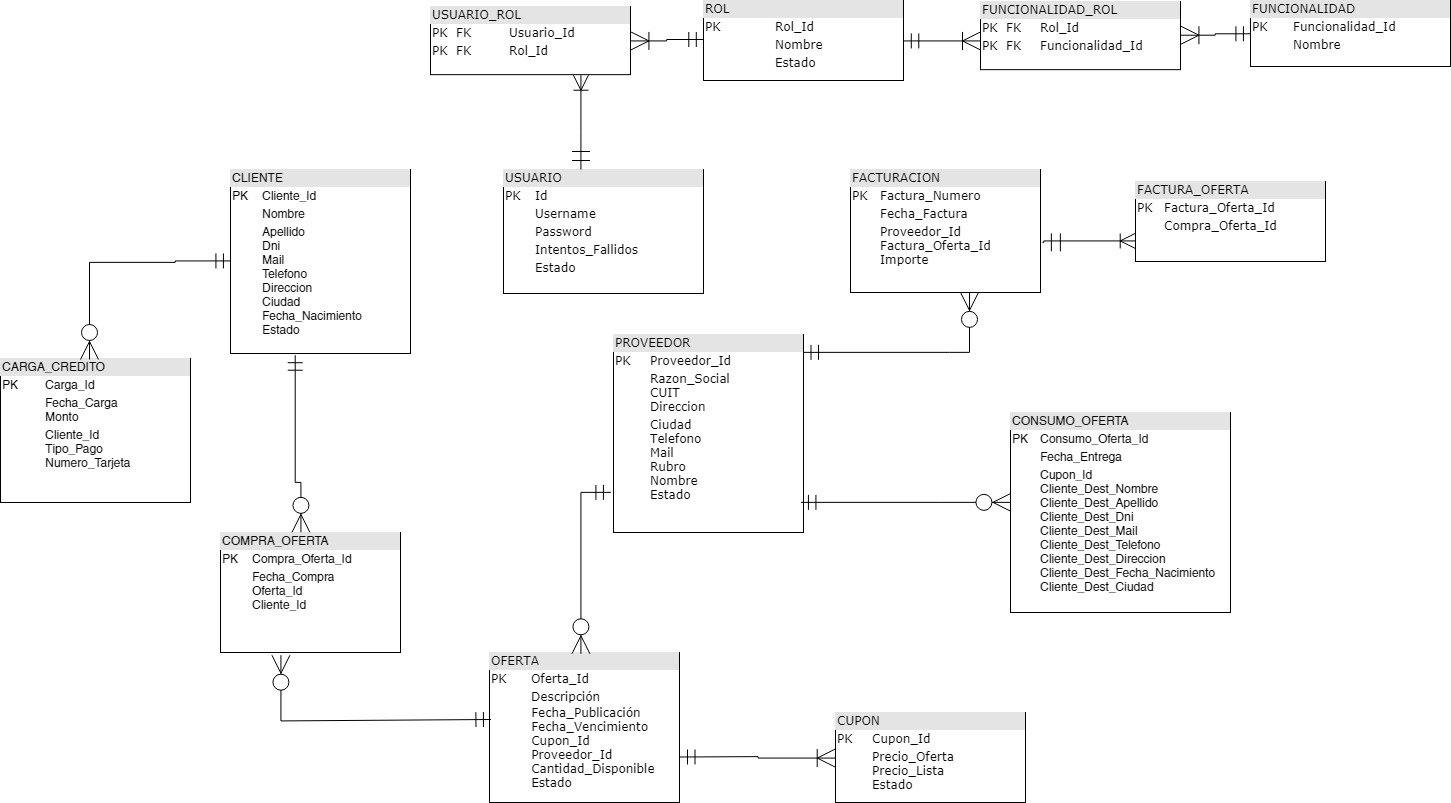 USUARIO_ROL
PK FK Usuario_Id
PK FK Rol_Id
ROL
PK Rol_Id
Nombre
Estado
FUNCIONALIDAD_ROL
PK FK Rol_Id
PK FK Funcionalidad_Id
FUNCIONALIDAD
PK Funcionalidad_Id
Nombre
CLIENTE
PK Cliente_Id
Nombre
Apellido
Dni
Mail
Telefono
Direccion
Ciudad
Fecha_Nacimiento
Estado
USUARIO
PK Id
Username
Password
Intentos_Fallidos
Estado
FACTURACION
PK Factura_Numero
Fecha_Factura
Proveedor_Id
Factura_Oferta_Id
Importe
FACTURA_OFERTA
PK Factura_Oferta_Id
Compra_Oferta_Id
CARGA_CREDITO
PK Carga_Id
Fecha_Carga
Monto
Cliente_Id
Tipo_Pago
Numero_Tarjeta
PROVEEDOR
PK Proveedor_Id
Razon_Social
CUIT
Direccion
Ciudad
Telefono
Mail
Rubro
Nombre
Estado
CONSUMO_OFERTA
PK Consumo_Oferta_Id
Fecha_Entrega
Cupon_Id
Cliente_Dest_Nombre
Cliente_Dest_Apellido
Cliente_Dest_Dni
Cliente_Dest_Mail
Cliente_Dest_Telefono
Cliente_Dest_Direccion
Cliente_Dest_Fecha_Nacimiento
Cliente_Dest_Ciudad
COMPRA_OFERTA
PK Compra_Oferta_Id
Fecha_Compra
Oferta_Id
Cliente_Id
OFERTA
PK Oferta_Id
Descripción
Fecha_Publicación
Fecha_Vencimiento
Cupon_Id
Proveedor_Id
Cantidad_Disponible
Estado
CUPON
PK Cupon_Id
Precio_Oferta
Precio_Lista
Estado